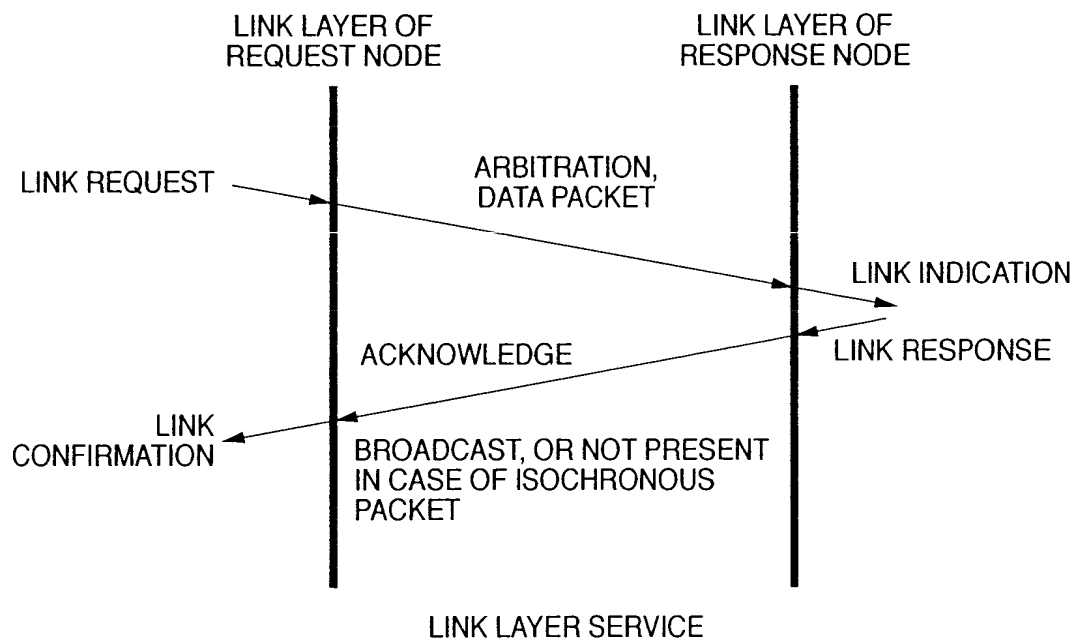 LINK LAYER OF
REQUEST NODE
LINK LAYER OF
RESPONSE NODE
LINK REQUEST
ARBITRATION,
DATA PACKET
LINK INDICATION
ACKNOWLEDGE
LINK RESPONSE
LINK
CONFIRMATION
BROADCAST, OR NOT PRESENT
IN CASE OF ISOCHRONOUS
PACKET
LINK LAYER SERVICE